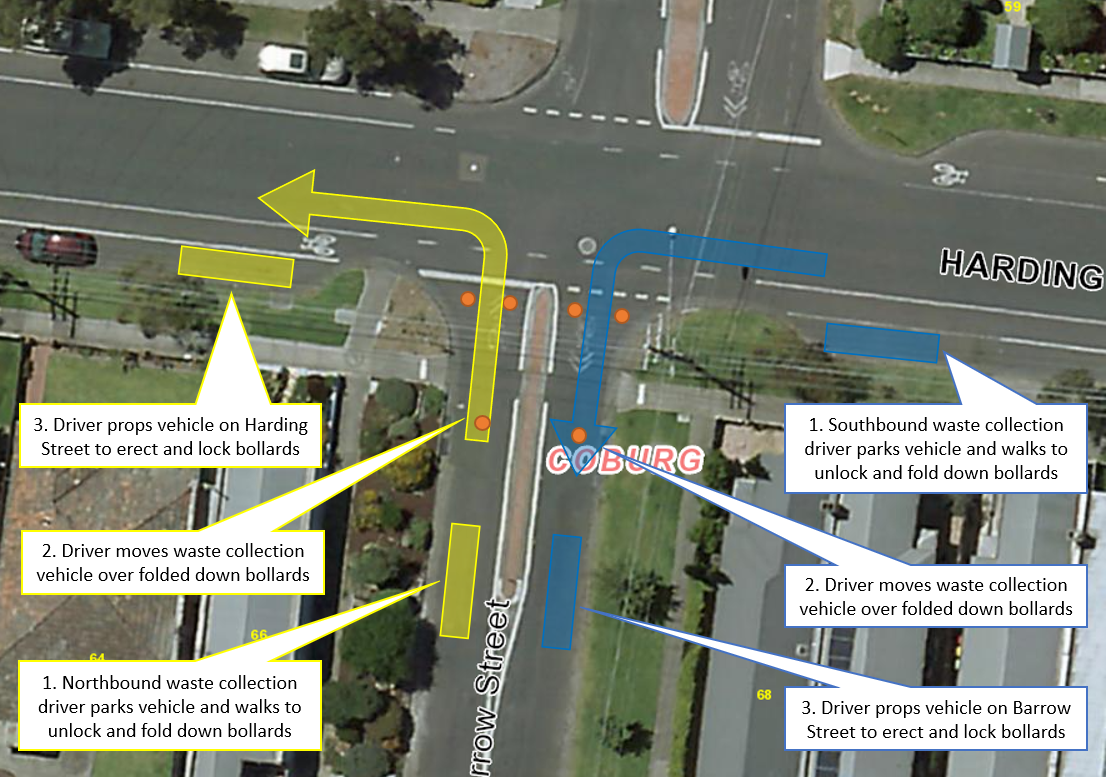 59
HARDING
3. Driver props vehicle on Harding
Street to erect and lock bollards
1. Southbound waste collection
driver parks vehicle and walks to
unlock and fold down bollards
COBURG
2. Driver moves waste collection
vehicle over folded down bollards
2. Driver moves waste collection
vehicle over folded down bollards
66
64
rrow Street
1. Northbound waste collection
driver parks vehicle and walks to
unlock and fold down bollards
68
3. Driver props vehicle on Barrow
Street to erect and lock bollards